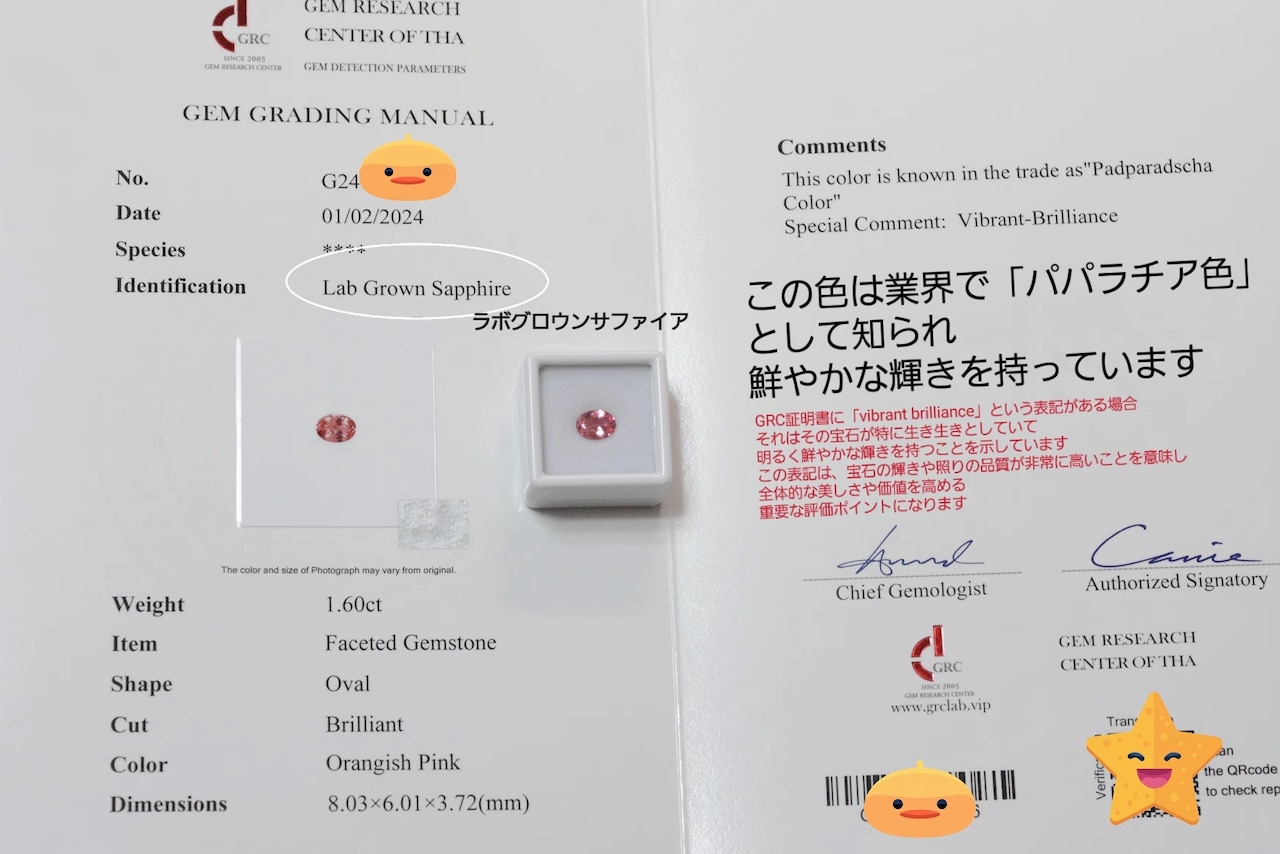 GRC
SINCE 2005
GEM RESEARCH CENTER
GEM RESEARCH
CENTER OF THA
GEM DETECTION PARAMETERS
GEM GRADING MANUAL
No. G24
Date 01/02/2024
Species ****
Identification Lab Grown Sapphire
ラボグロウンサファイア
The color and size of Photograph may vary from original.
Weight 1.60ct
Item Faceted Gemstone
Shape Oval
Cut Brilliant
Color Orangish Pink
Dimensions 8.03×6.01×3.72(mm)
Comments
This color is known in the trade as"Padparadscha
Color"
Special Comment: Vibrant-Brilliance
この色は業界で「パパラチア色」
として知られ
鮮やかな輝きを持っています
GRC証明書に「vibrant brilliance」という表記がある場合
それはその宝石が特に生き生きとしていて
明るく鮮やかな輝きを持つことを示しています
この表記は、宝石の輝きや照りの品質が非常に高いことを意味し
全体的な美しさや価値を高める
重要な評価ポイントになります
Chief Gemologist
Authorized Signatory
GRC
SINCE 2005
GEM RESEARCH CENTER
www.grclab.vip
GEM RESEARCH
CENTER OF THA
the QRcode
to check rep